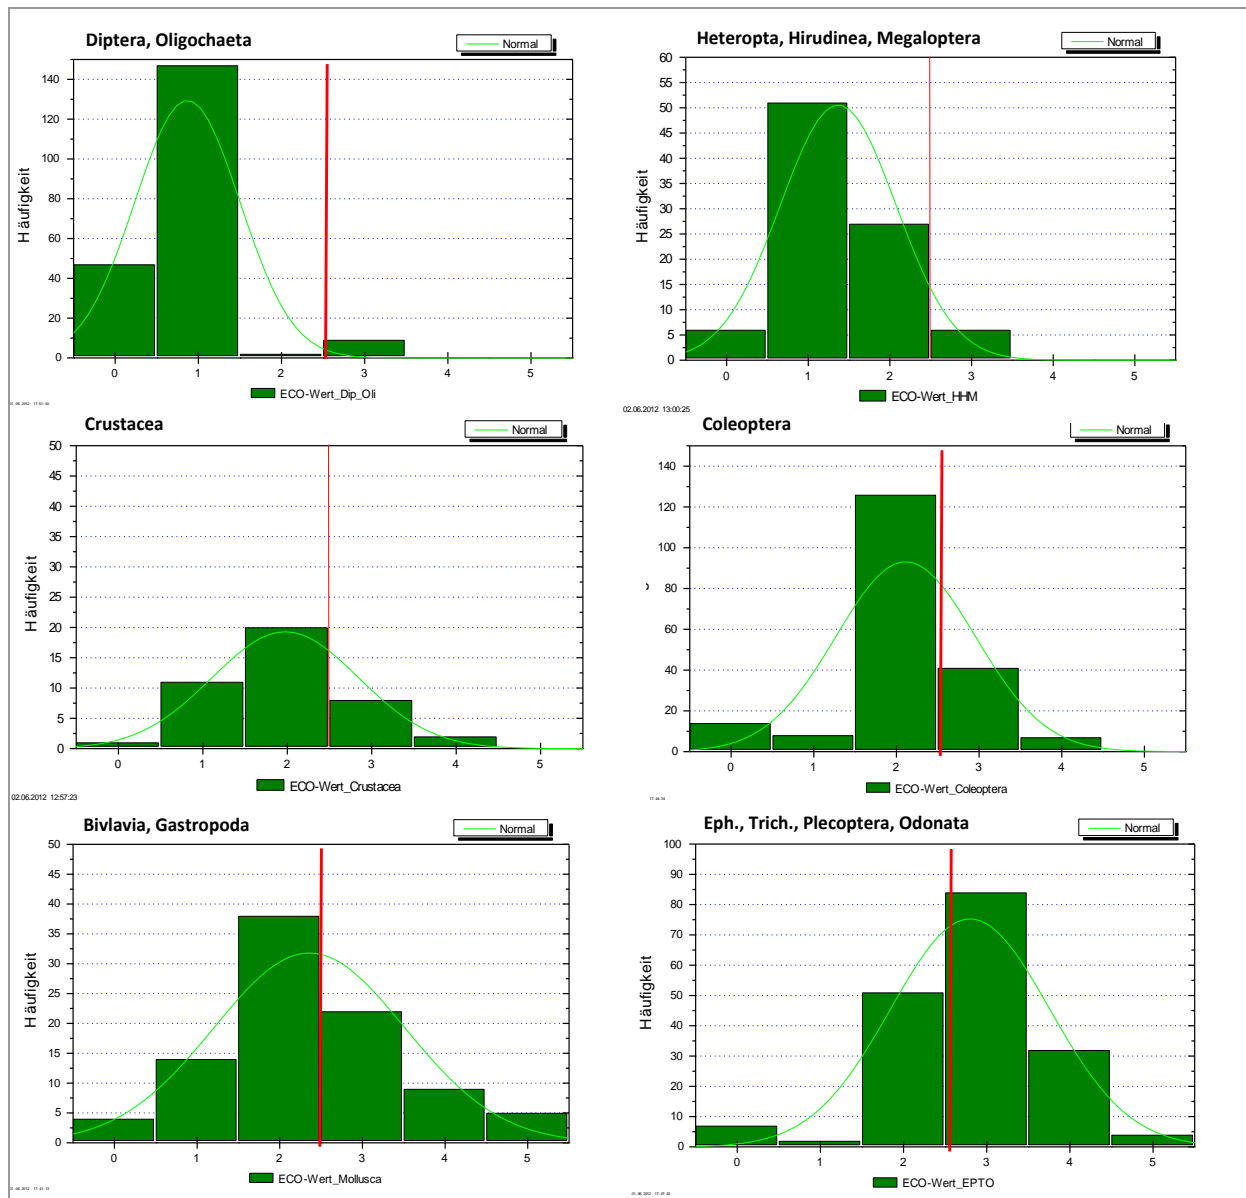 Diptera, Oligochaeta
Normal
Häufigkeit
140
120
100
80
60
40
20
0
0 1 2 3 4 5
ECO-Wert_Dip_Oli
Heteropta, Hirudinea, Megaloptera
Normal
Häufigkeit
60
55
50
45
40
35
30
25
20
15
10
5
0
0 1 2 3 4 5
ECO-Wert_HHM
02.06.2012 13:00:25
Crustacea
Normal
Häufigkeit
50
45
40
35
30
25
20
15
10
5
0
0 1 2 3 4 5
ECO-Wert_Crustacea
02.06.2012 12:57:23
Coleoptera
Normal
140
120
100
80
60
40
20
0
0 1 2 3 4 5
ECO-Wert_Coleoptera
Bivlavia, Gastropoda
Normal
Häufigkeit
50
45
40
35
30
25
20
15
10
5
0
0 1 2 3 4 5
ECO-Wert_Mollusca
Eph., Trich., Plecoptera, Odonata
Normal
Häufigkeit
100
90
80
70
60
50
40
30
20
10
0
0 1 2 3 4 5
ECO-Wert_EPTO